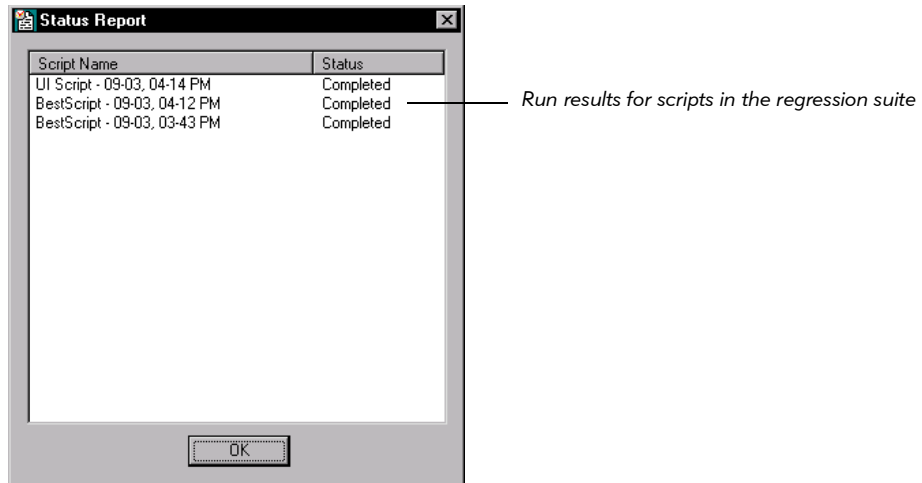 Status Report
Script Name Status
UI Script - 09-03, 04-14 PM Completed
BestScript - 09-03, 04-12 PM Completed
BestScript - 09-03, 03-43 PM Completed
Run results for scripts in the regression suite
OK